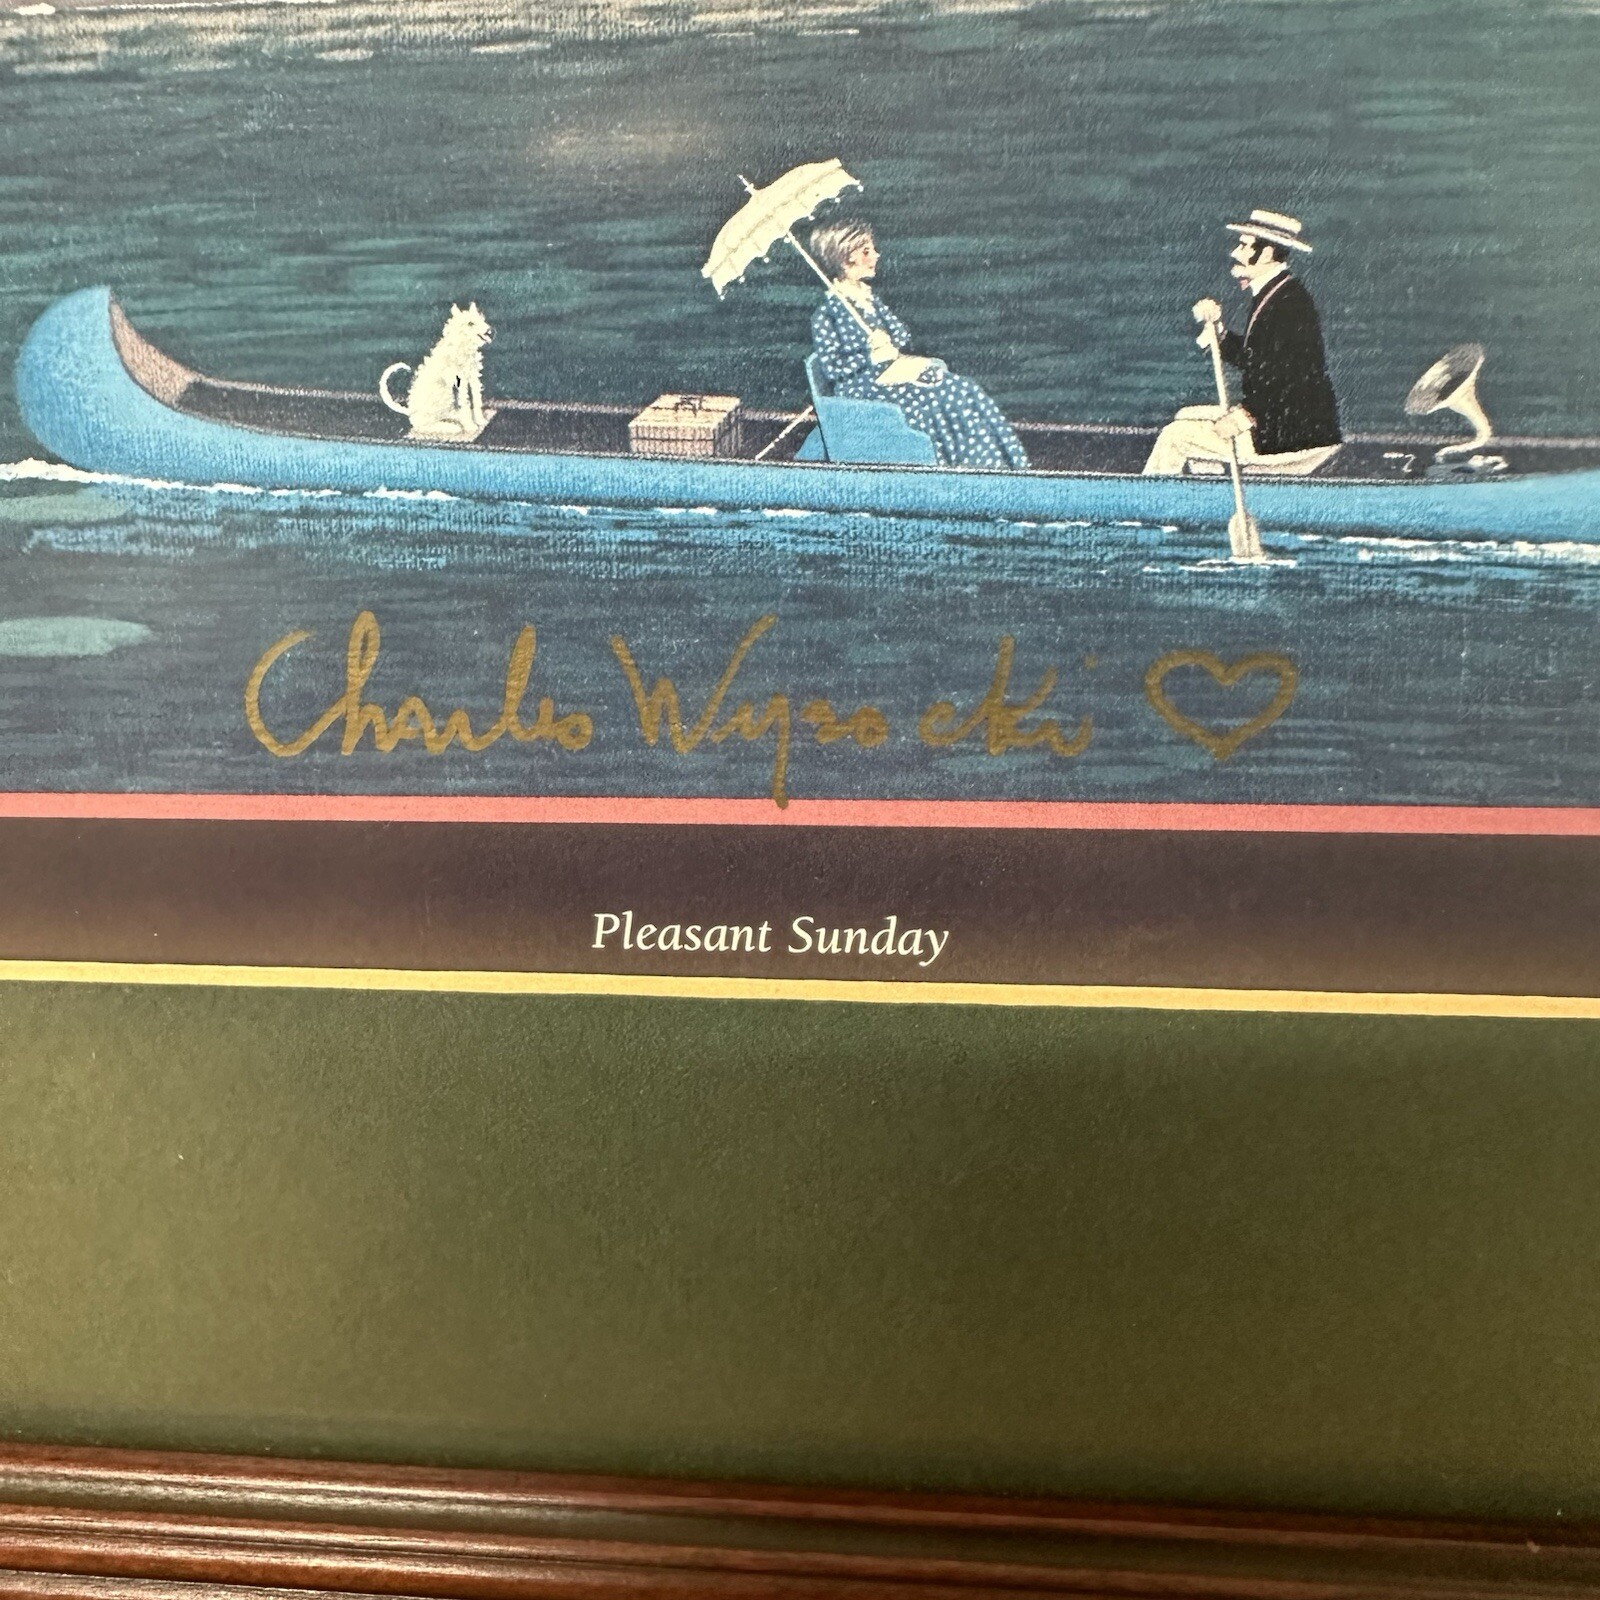 Charles Wysocki ♡
Pleasant Sunday